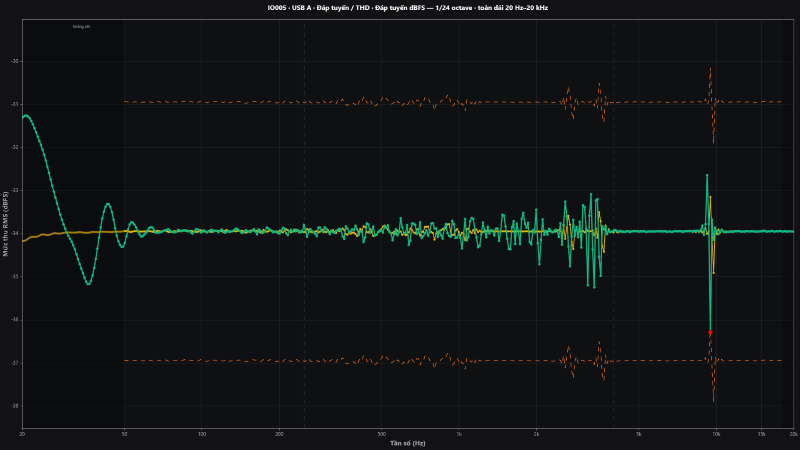 IO005 · USB A · Đáp tuyến / THD · Đáp tuyến dBFS — 1/24 octave · toàn dải 20 Hz–20 kHz
Mức thu RMS (dBFS)
-30
-31
-32
-33
-34
-35
-36
-37
-38
20
50
100
200
500
1k
2k
5k
10k
15k
20k
Tần số (Hz)